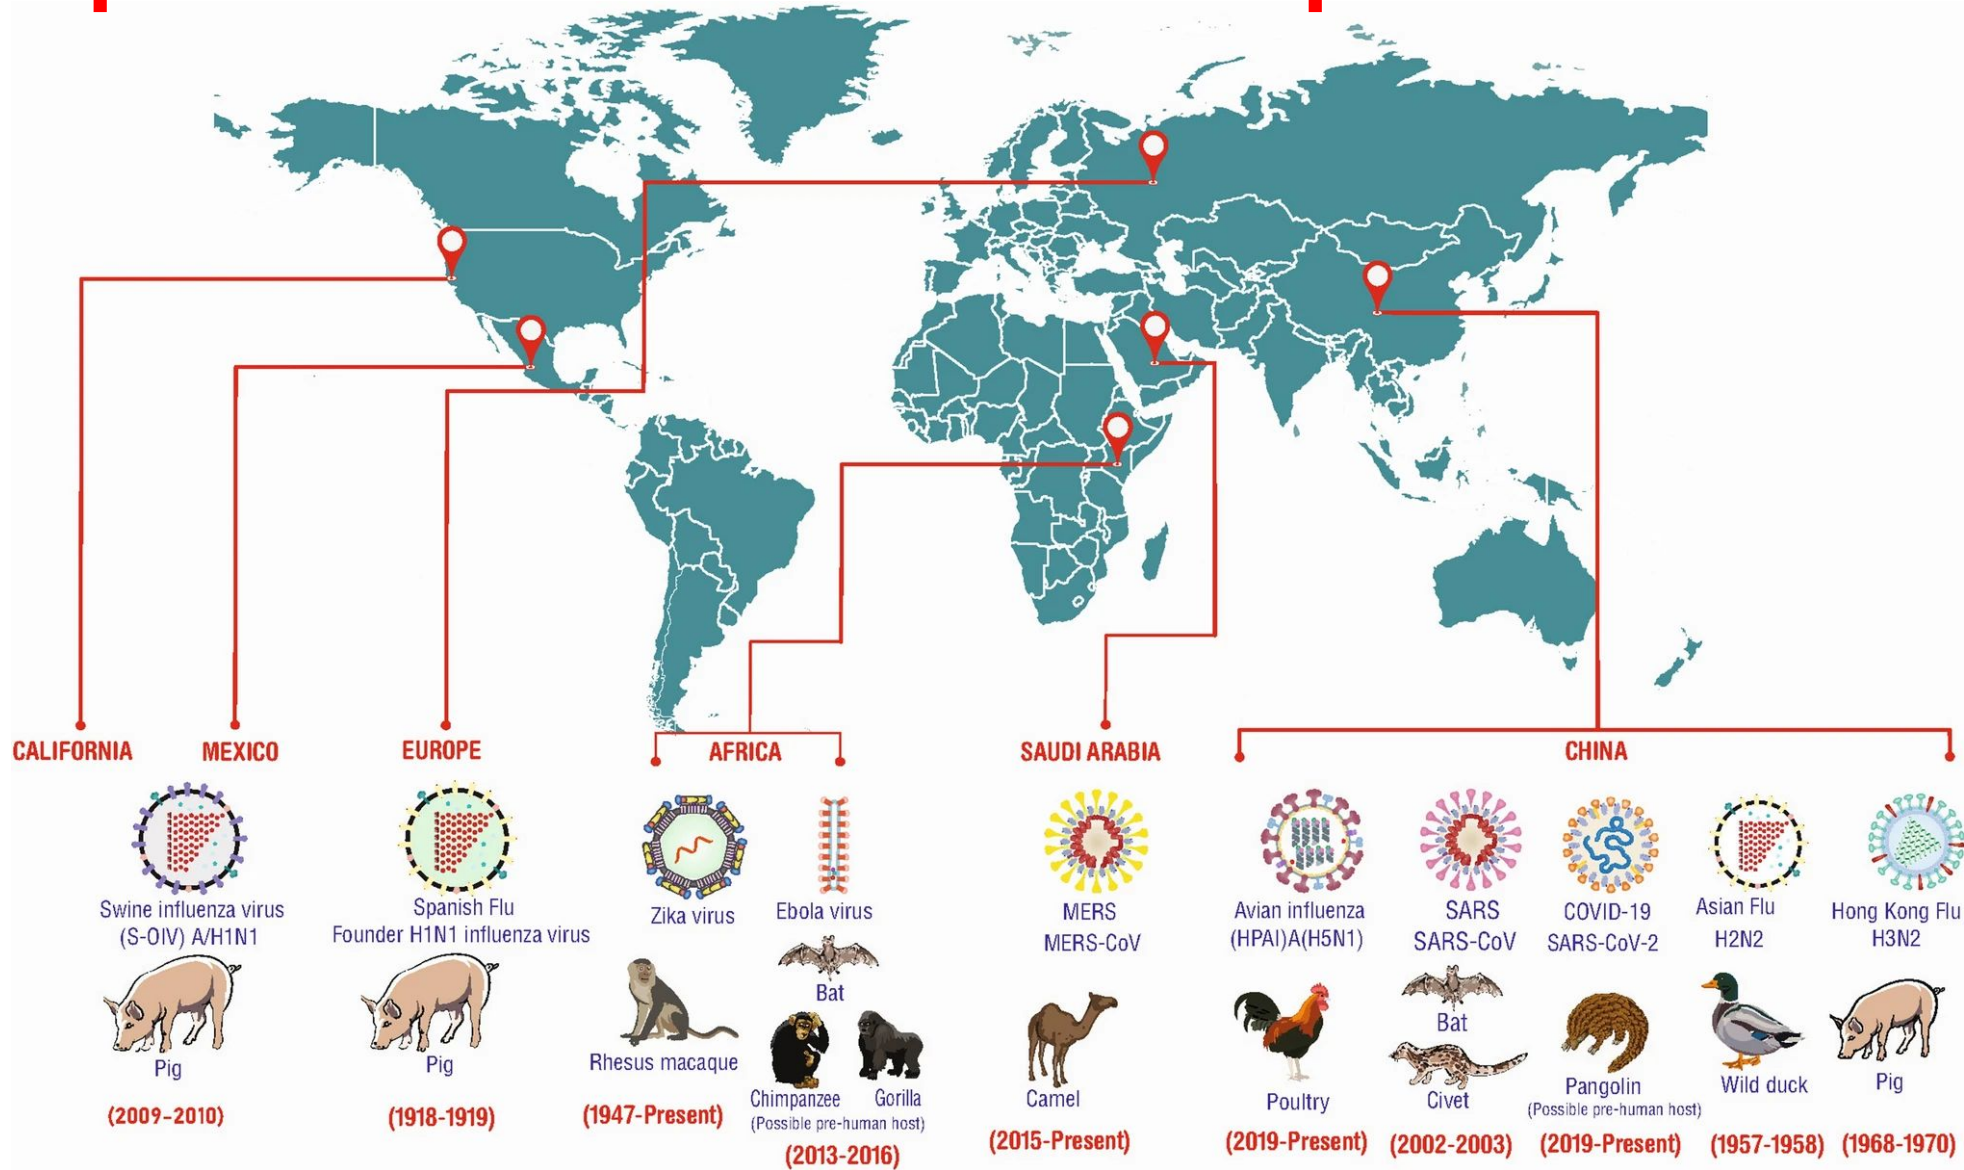 CALIFORNIA
MEXICO
EUROPE
AFRICA
SAUDI ARABIA
CHINA
Swine influenza virus
(S-OIV) A/H1N1
Pig
(2009-2010)
Spanish Flu
Founder H1N1 influenza virus
Pig
(1918-1919)
Zika virus
Rhesus macaque
(1947-Present)
Ebola virus
Bat
Chimpanzee
Gorilla
(Possible pre-human host)
(2013-2016)
MERS
MERS-CoV
Camel
(2015-Present)
Avian influenza
(HPAI)A(H5N1)
Poultry
(2019-Present)
SARS
SARS-CoV
Bat
Civet
(2002-2003)
COVID-19
SARS-CoV-2
Pangolin
(Possible pre-human host)
(2019-Present)
Asian Flu
H2N2
Wild duck
(1957-1958)
Hong Kong Flu
H3N2
Pig
(1968-1970)